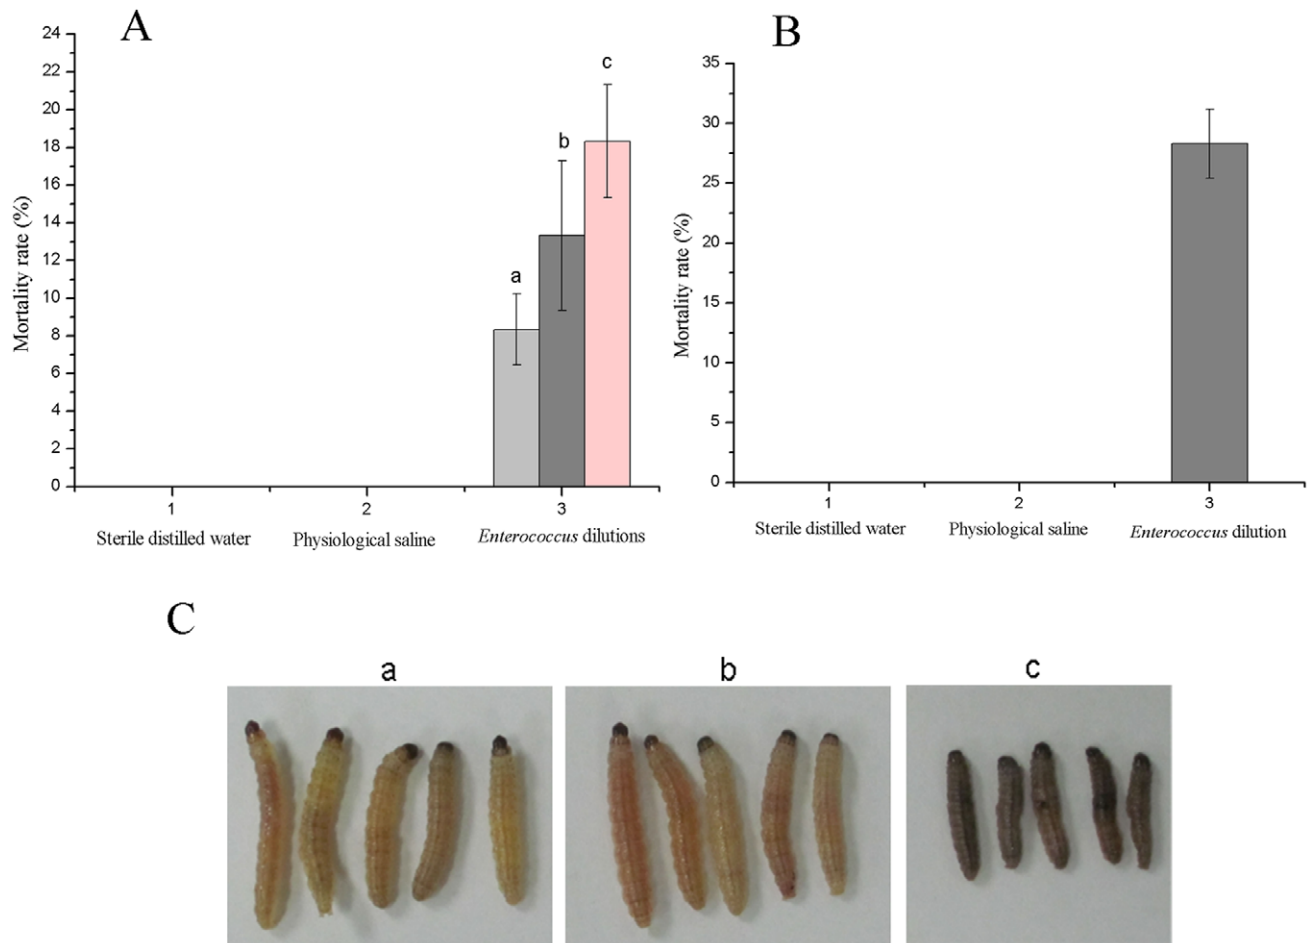 A
24
22
20
18
16
14
12
10
8
6
4
2
0
Mortality rate (%)
a
b
c
1
2
3
Sterile distilled water
Physiological saline
Enterococcus dilutions
B
35
30
25
20
15
10
5
0
Mortality rate (%)
1
2
3
Sterile distilled water
Physiological saline
Enterococcus dilution
C
a
b
c